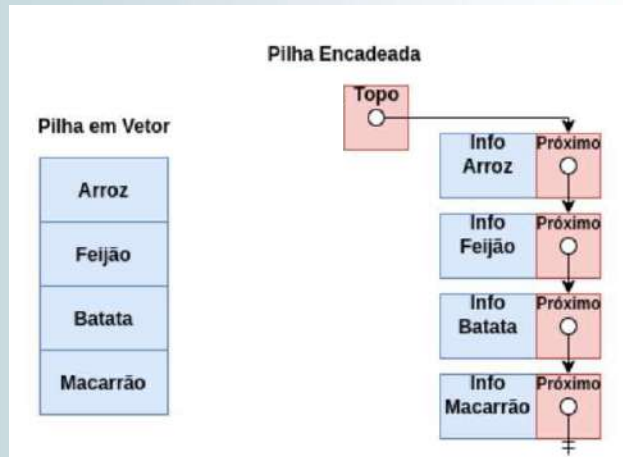 Pilha Encadeada
Topo
Pilha em Vetor
Arroz
Feijão
Batata
Macarrão
Info
Arroz
Próximo
Info
Feijão
Próximo
Info
Batata
Próximo
Info
Macarrão
Próximo